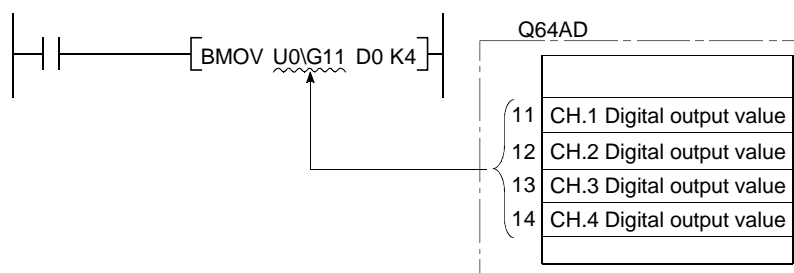 Q64AD
BMOV U0\G11 D0 K4
11 CH.1 Digital output value
12 CH.2 Digital output value
13 CH.3 Digital output value
14 CH.4 Digital output value